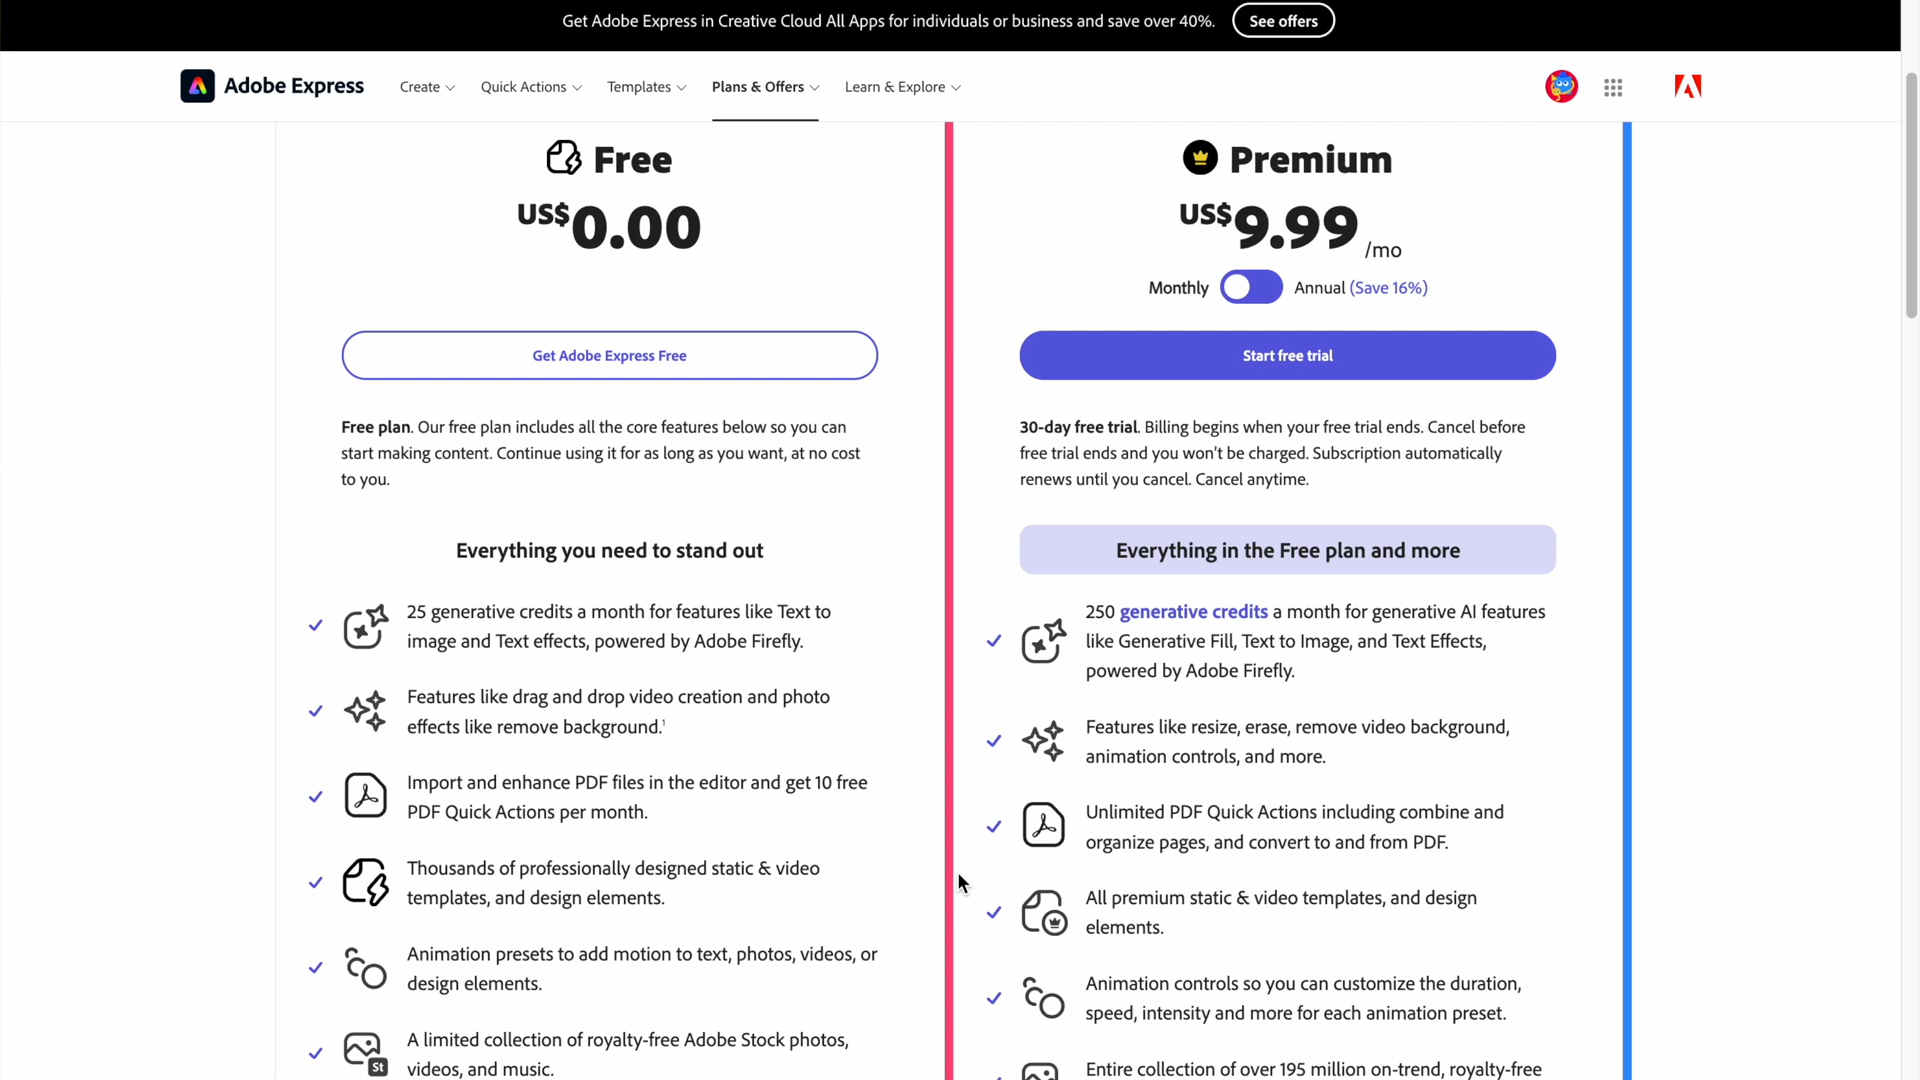 Get Adobe Express in Creative Cloud All Apps for individuals or business and save over 40%. See offers
Adobe Express Create Quick Actions Templates Plans & Offers Learn & Explore
Free
US$0.00
Get Adobe Express Free
Free plan. Our free plan includes all the core features below so you can
start making content. Continue using it for as long as you want, at no cost
to you.
Everything you need to stand out
25 generative credits a month for features like Text to
image and Text effects, powered by Adobe Firefly.
Features like drag and drop video creation and photo
effects like remove background.¹
Import and enhance PDF files in the editor and get 10 free
PDF Quick Actions per month.
Thousands of professionally designed static & video
templates, and design elements.
Animation presets to add motion to text, photos, videos, or
design elements.
A limited collection of royalty-free Adobe Stock photos,
videos, and music.
St
Premium
US$9.99 /mo
Monthly Annual (Save 16%)
Start free trial
30-day free trial. Billing begins when your free trial ends. Cancel before
free trial ends and you won’t be charged. Subscription automatically
renews until you cancel. Cancel anytime.
Everything in the Free plan and more
250 generative credits a month for generative AI features
like Generative Fill, Text to Image, and Text Effects,
powered by Adobe Firefly.
Features like resize, erase, remove video background,
animation controls, and more.
Unlimited PDF Quick Actions including combine and
organize pages, and convert to and from PDF.
All premium static & video templates, and design
elements.
Animation controls so you can customize the duration,
speed, intensity and more for each animation preset.
Entire collection of over 195 million on-trend, royalty-free